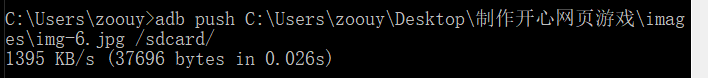 C:\Users\zoouy>adb push C:\Users\zoouy\Desktop\制作开心网页游戏\imag
es\img-6.jpg /sdcard/
1395 KB/s (37696 bytes in 0.026s)